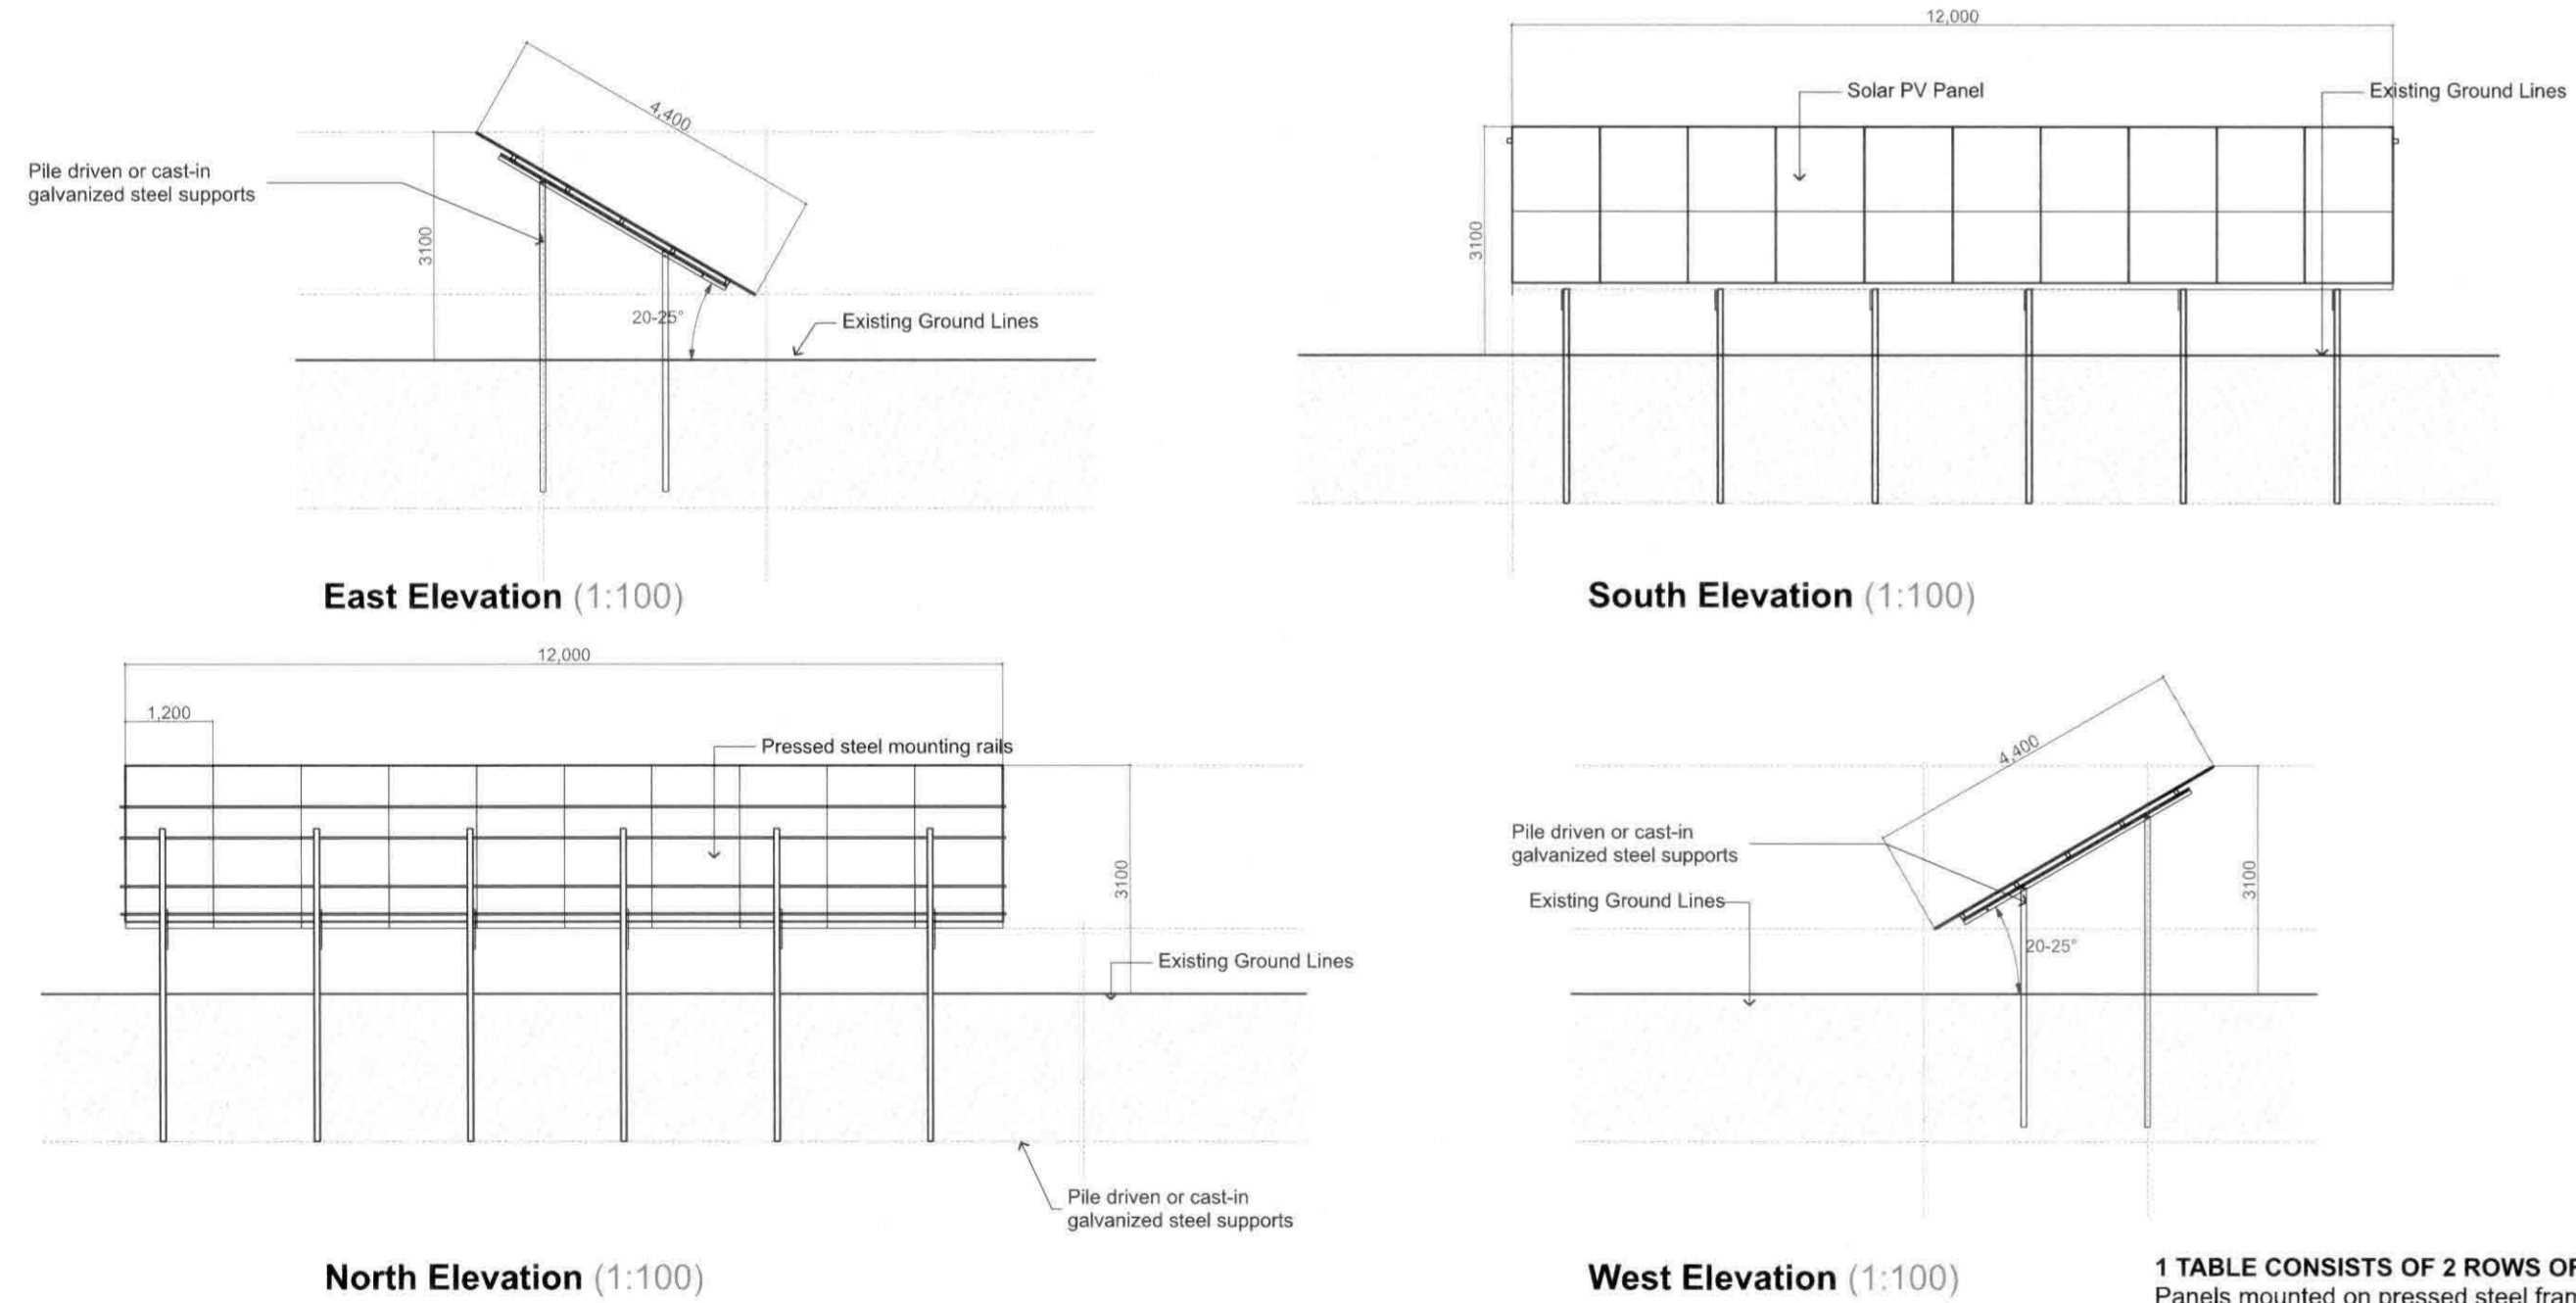 4,400
Pile driven or cast-in
galvanized steel supports
3100
20-25°
Existing Ground Lines
East Elevation (1:100)
12,000
Solar PV Panel
Existing Ground Lines
3100
South Elevation (1:100)
12,000
1,200
Pressed steel mounting rails
3100
Existing Ground Lines
Pile driven or cast-in
galvanized steel supports
North Elevation (1:100)
4,400
Pile driven or cast-in
galvanized steel supports
Existing Ground Lines
20-25°
3100
West Elevation (1:100)
1 TABLE CONSISTS OF 2 ROWS OF
Panels mounted on pressed steel